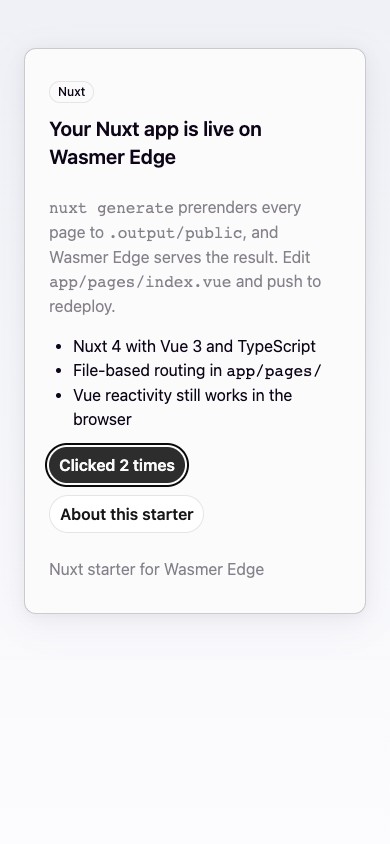 Nuxt
Your Nuxt app is live on
Wasmer Edge
nuxt generate prerenders every
page to .output/public, and
Wasmer Edge serves the result. Edit
app/pages/index.vue and push to
redeploy.
• Nuxt 4 with Vue 3 and TypeScript
• File-based routing in app/pages/
• Vue reactivity still works in the
browser
Clicked 2 times
About this starter
Nuxt starter for Wasmer Edge